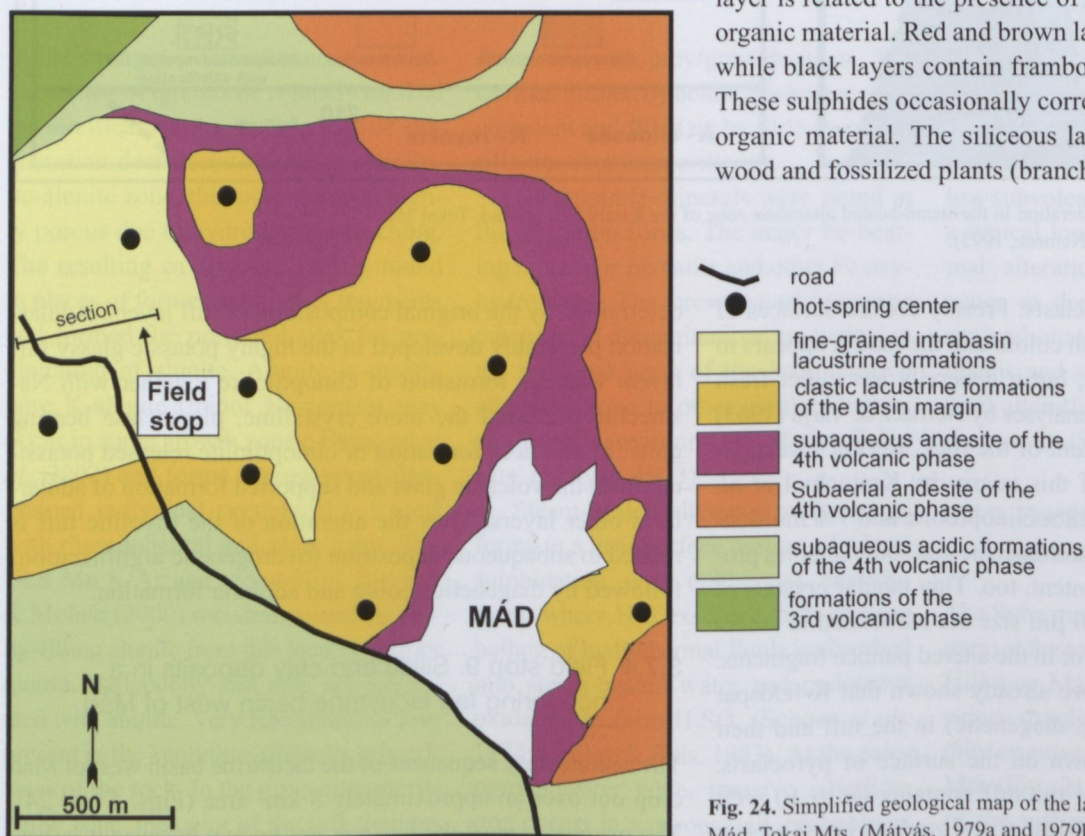 layer is related to the presence of
organic material. Red and brown la
while black layers contain frambo
These sulphides occasionally corre
organic material. The siliceous la
wood and fossilized plants (branch
section
Field
stop
MÁD
N
500 m
road
hot-spring center
fine-grained intrabasin
lacustrine formations
clastic lacustrine formations
of the basin margin
subaqueous andesite of the
4th volcanic phase
Subaerial andesite of the
4th volcanic phase
subaqueous acidic formations
of the 4th volcanic phase
formations of the
3rd volcanic phase
Fig. 24. Simplified geological map of the la
Mád, Tokaj Mts. (Mátyás, 1979a and 1979